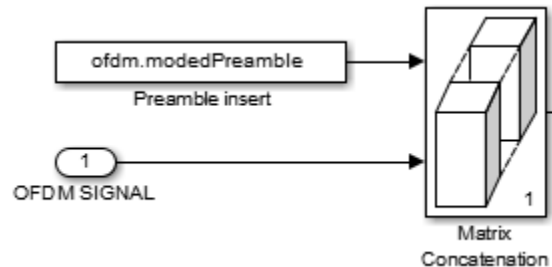 ofdm.modedPreamble
Preamble insert
1
OFDM SIGNAL
1
Matrix
Concatenation